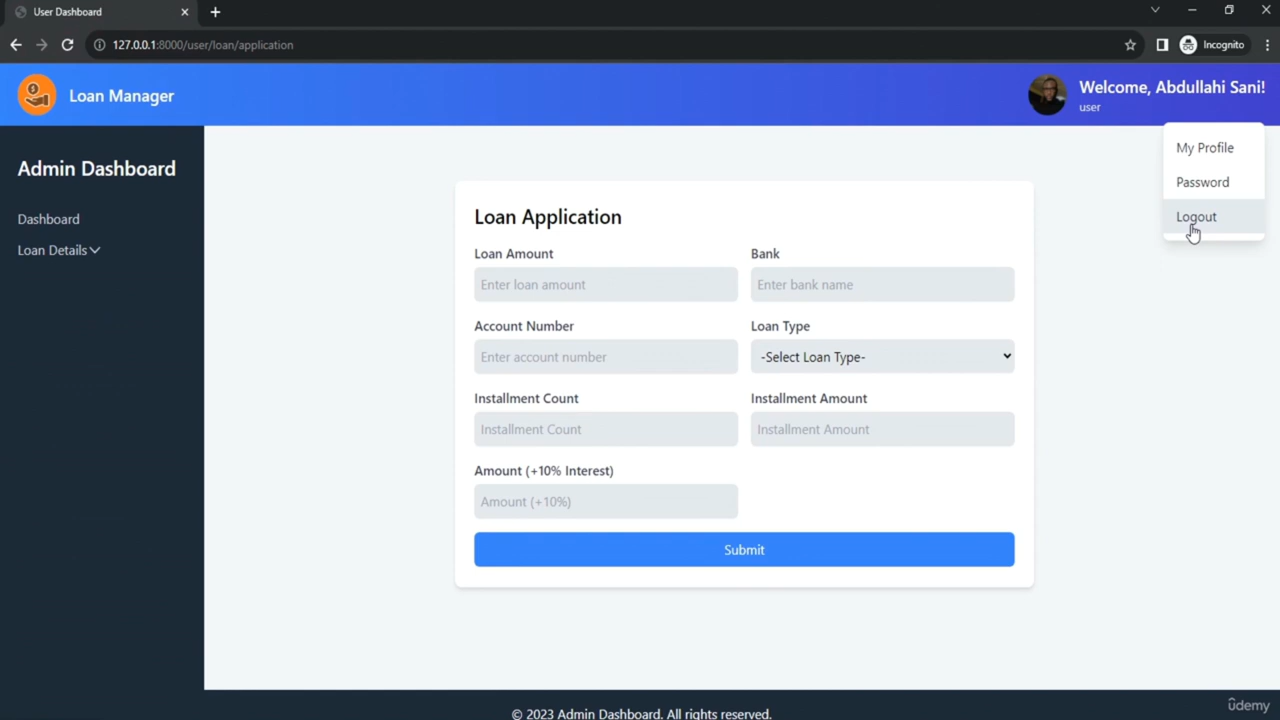 User Dashboard
127.0.0.1:8000/user/loan/application
Incognito
Loan Manager
Welcome, Abdullahi Sani!
user
My Profile
Password
Logout
Admin Dashboard
Dashboard
Loan Details
Loan Application
Loan Amount
Bank
Enter loan amount
Enter bank name
Account Number
Loan Type
Enter account number
-Select Loan Type-
Installment Count
Installment Amount
Installment Count
Installment Amount
Amount (+10% Interest)
Amount (+10%)
Submit
© 2023 Admin Dashboard. All rights reserved.
ûdemy